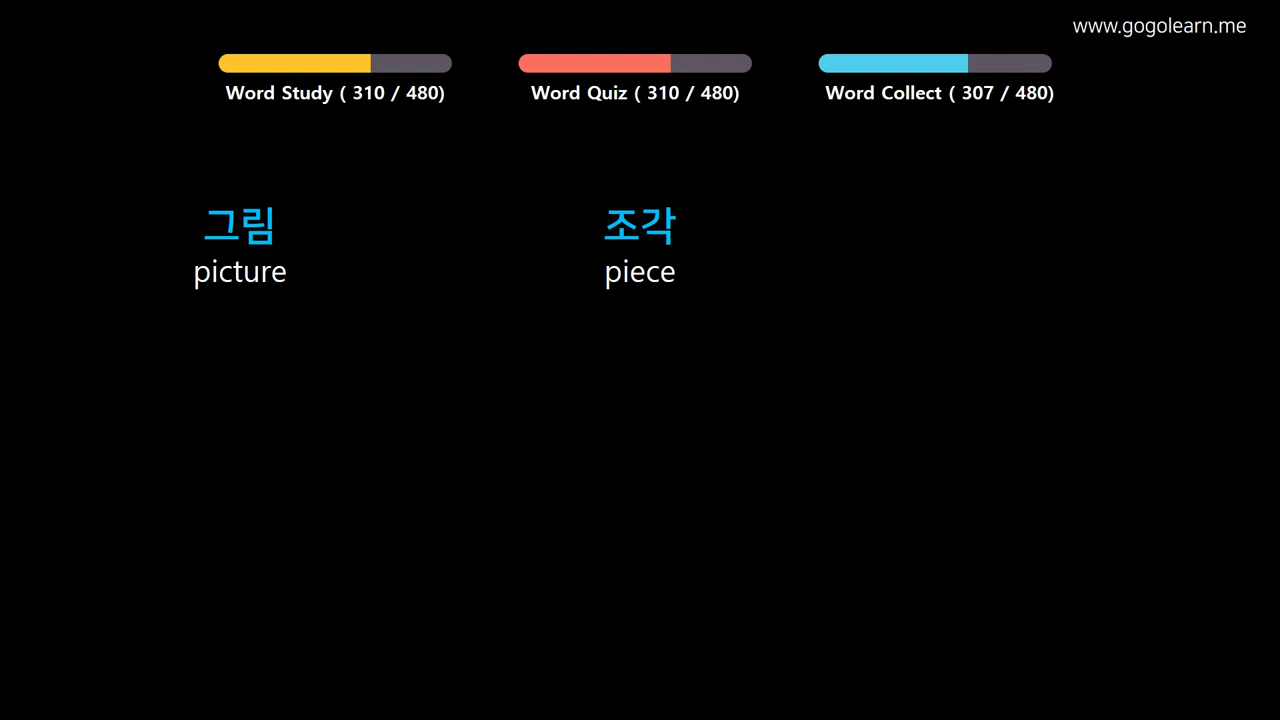 www.gogolearn.me
Word Study ( 310 / 480)
Word Quiz ( 310 / 480)
Word Collect ( 307 / 480)
그림
picture
조각
piece